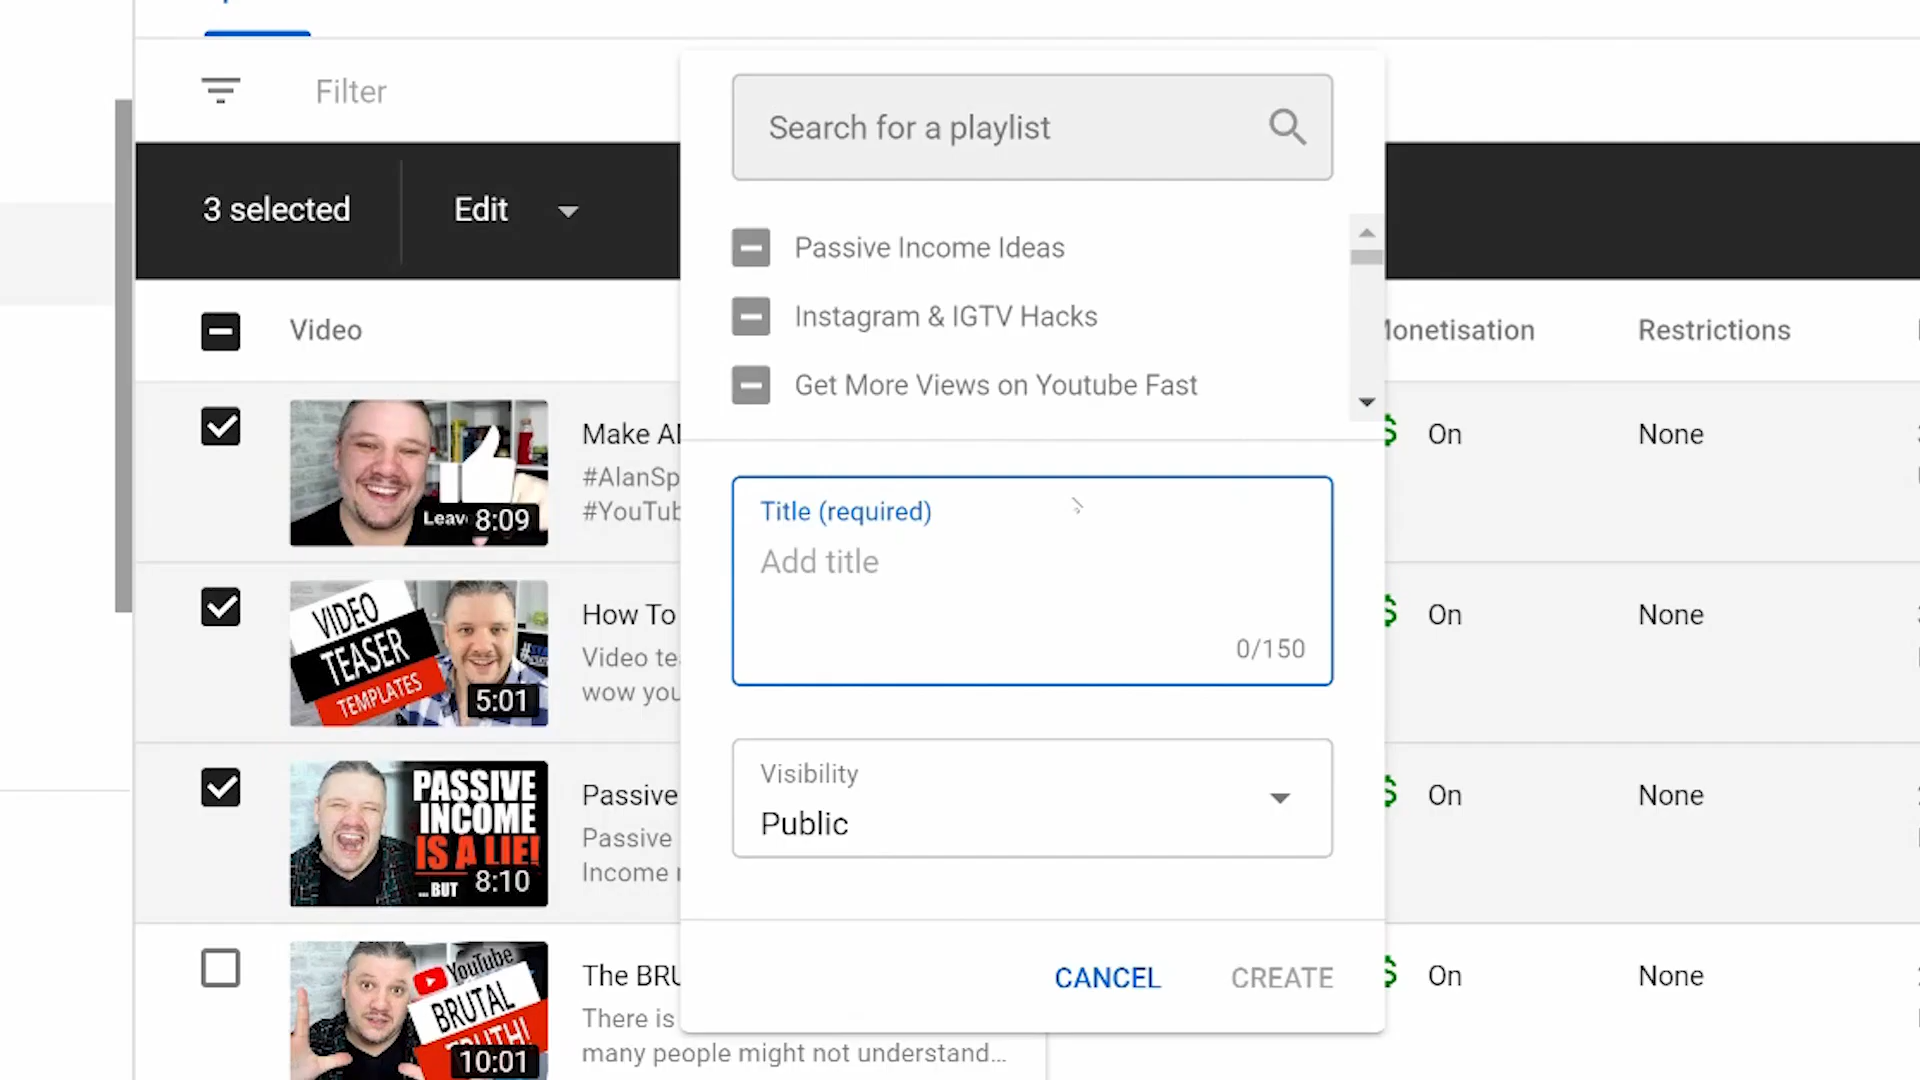 Filter
Search for a playlist
3 selected
Edit
Passive Income Ideas
Instagram & IGTV Hacks
Get More Views on Youtube Fast
Video
Monetisation
Restrictions
Make
#AlanSp
#YouTub
Leav
8:09
On
None
Title (required)
Add title
0/150
VIDEO
TEASER
TEMPLATES
5:01
How To
Video te
wow you
On
None
Visibility
Public
PASSIVE
INCOME
IS A LIE!
...BUT
8:10
Passive
Passive
Income
On
None
CANCEL
CREATE
YouTube
BRUTAL
TRUTH!
10:01
The BRU
There is
many people might not understand...
On
None